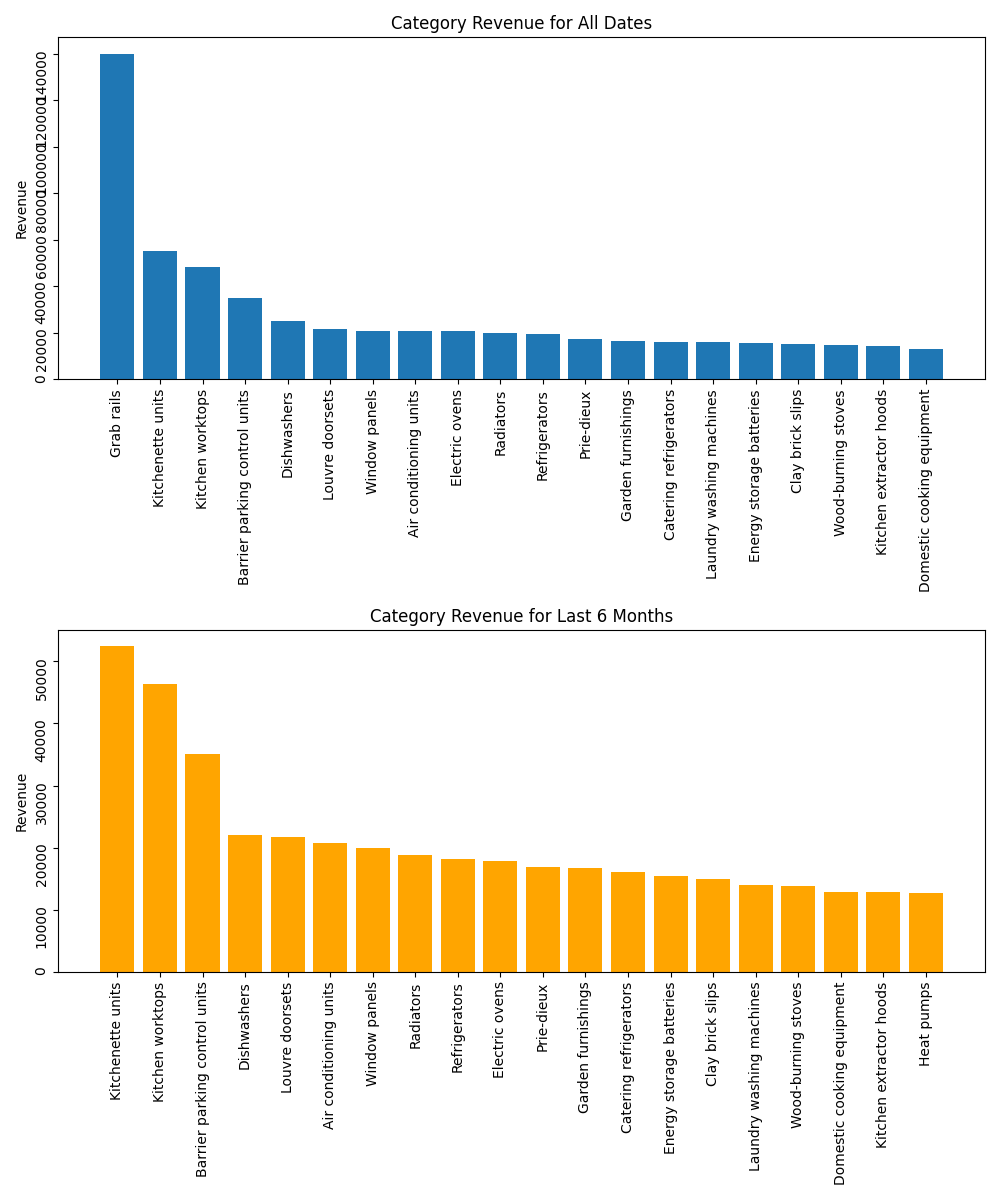 Category Revenue for All Dates
Revenue
140000
120000
100000
80000
60000
40000
20000
0
Grab rails
Kitchenette units
Kitchen worktops
Barrier parking control units
Dishwashers
Louvre doorsets
Window panels
Air conditioning units
Electric ovens
Radiators
Refrigerators
Prie-dieux
Garden furnishings
Catering refrigerators
Laundry washing machines
Energy storage batteries
Clay brick slips
Wood-burning stoves
Kitchen extractor hoods
Domestic cooking equipment
Category Revenue for Last 6 Months
Revenue
50000
40000
30000
20000
10000
0
Kitchenette units
Kitchen worktops
Barrier parking control units
Dishwashers
Louvre doorsets
Air conditioning units
Window panels
Radiators
Refrigerators
Electric ovens
Prie-dieux
Garden furnishings
Catering refrigerators
Energy storage batteries
Clay brick slips
Laundry washing machines
Wood-burning stoves
Domestic cooking equipment
Kitchen extractor hoods
Heat pumps